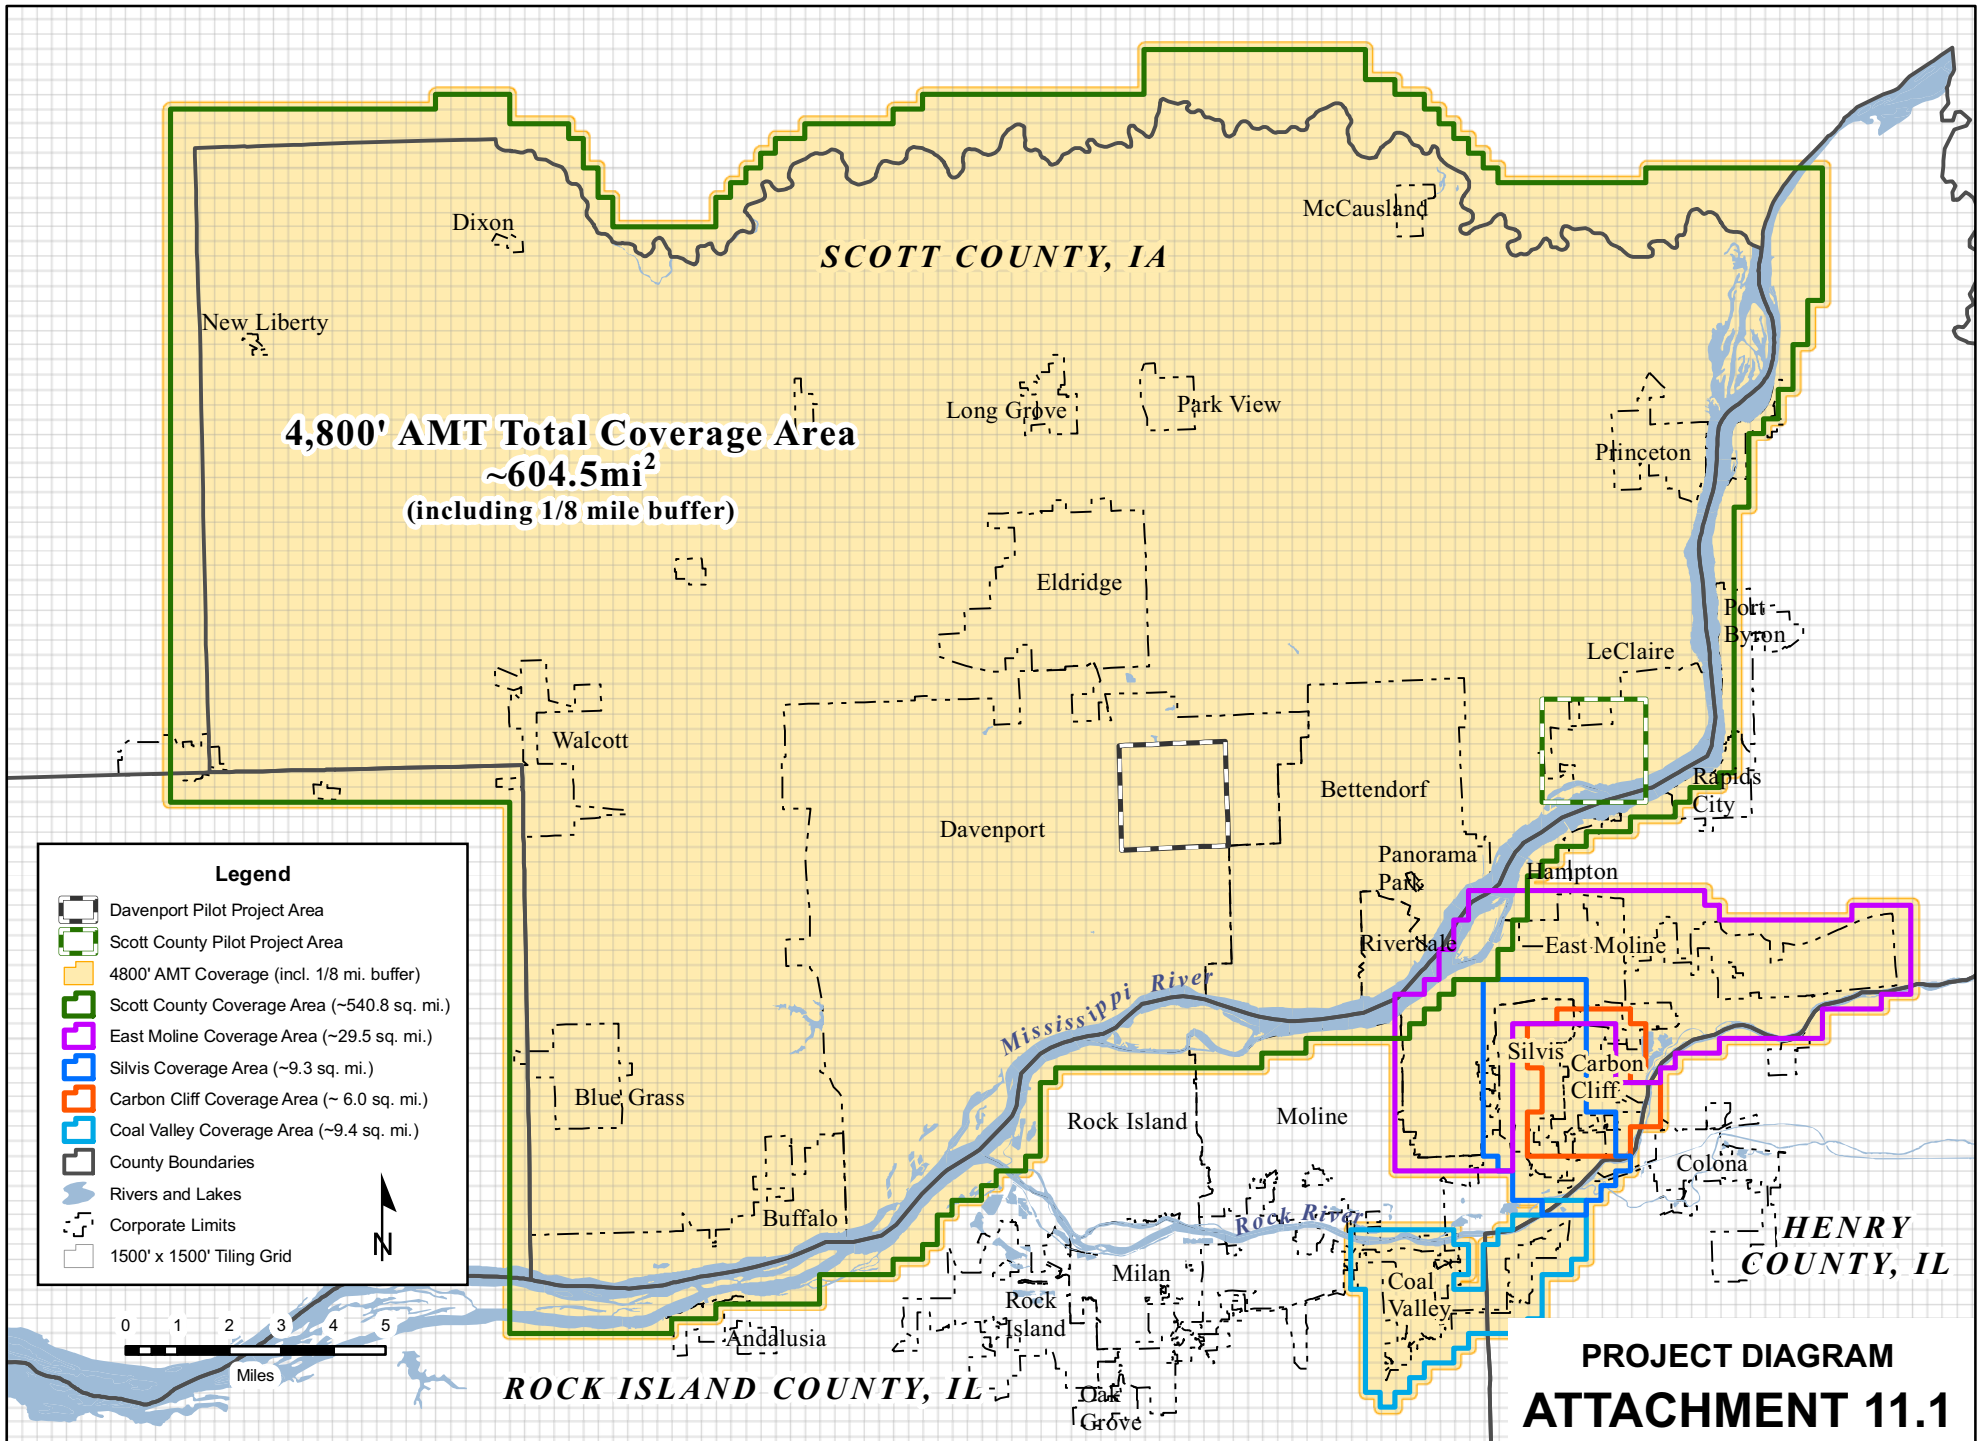 Dixon
McCausland
SCOTT COUNTY, IA
New Liberty
Long Grove
Park View
4,800' AMT Total Coverage Area
~604.5mi2
(including 1/8 mile buffer)
Princeton
Eldridge
Port
Byron
LeClaire
Walcott
Bettendorf
Rapids
City
Davenport
Panorama
Park
Hampton
Riverdale
East Moline
Mississippi River
Silvis
Carbon
Cliff
Blue Grass
Rock Island
Moline
Colona
Buffalo
Rock River
HENRY
COUNTY, IL
Milan
Coal
Valley
Rock
Island
Andalusia
ROCK ISLAND COUNTY, IL
Oak
Grove
Legend
Davenport Pilot Project Area
Scott County Pilot Project Area
4800' AMT Coverage (incl. 1/8 mi. buffer)
Scott County Coverage Area (~540.8 sq. mi.)
East Moline Coverage Area (~29.5 sq. mi.)
Silvis Coverage Area (~9.3 sq. mi.)
Carbon Cliff Coverage Area (~ 6.0 sq. mi.)
Coal Valley Coverage Area (~9.4 sq. mi.)
County Boundaries
Rivers and Lakes
Corporate Limits
1500' x 1500' Tiling Grid
N
0 1 2 3 4 5
Miles
PROJECT DIAGRAM
ATTACHMENT 11.1